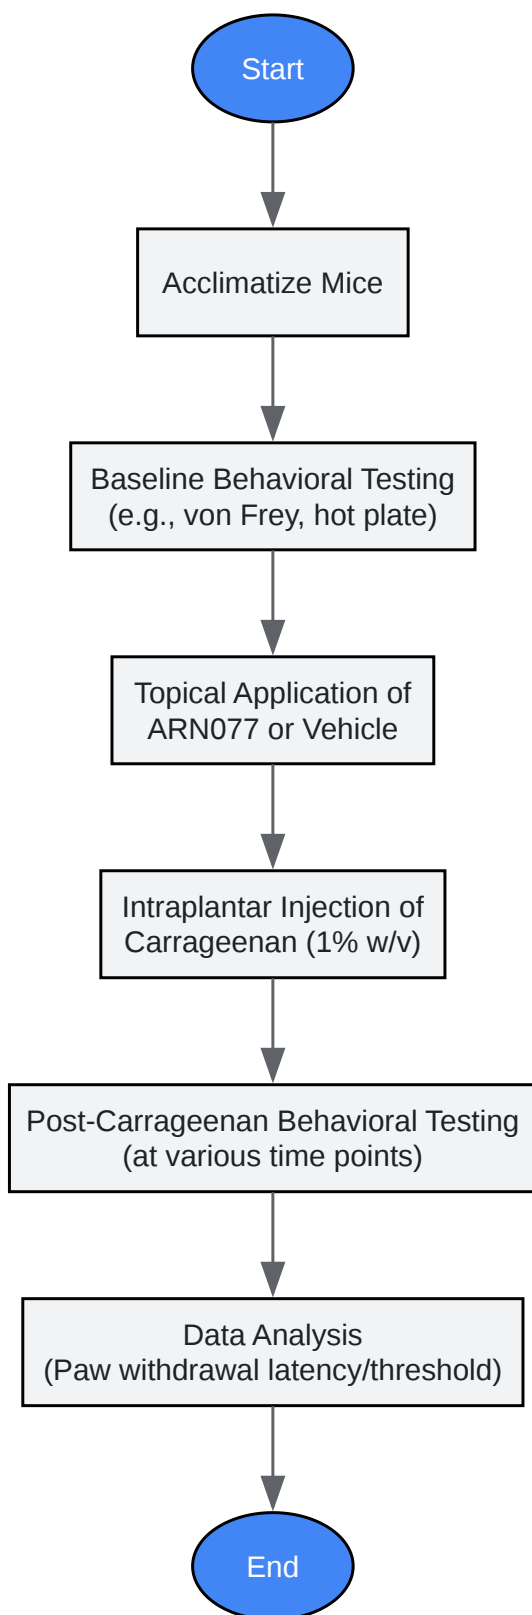 Start
Acclimatize Mice
Baseline Behavioral Testing
(e.g., von Frey, hot plate)
Topical Application of
ARN077 or Vehicle
Intraplantar Injection of
Carrageenan (1% w/v)
Post-Carrageenan Behavioral Testing
(at various time points)
Data Analysis
(Paw withdrawal latency/threshold)
End